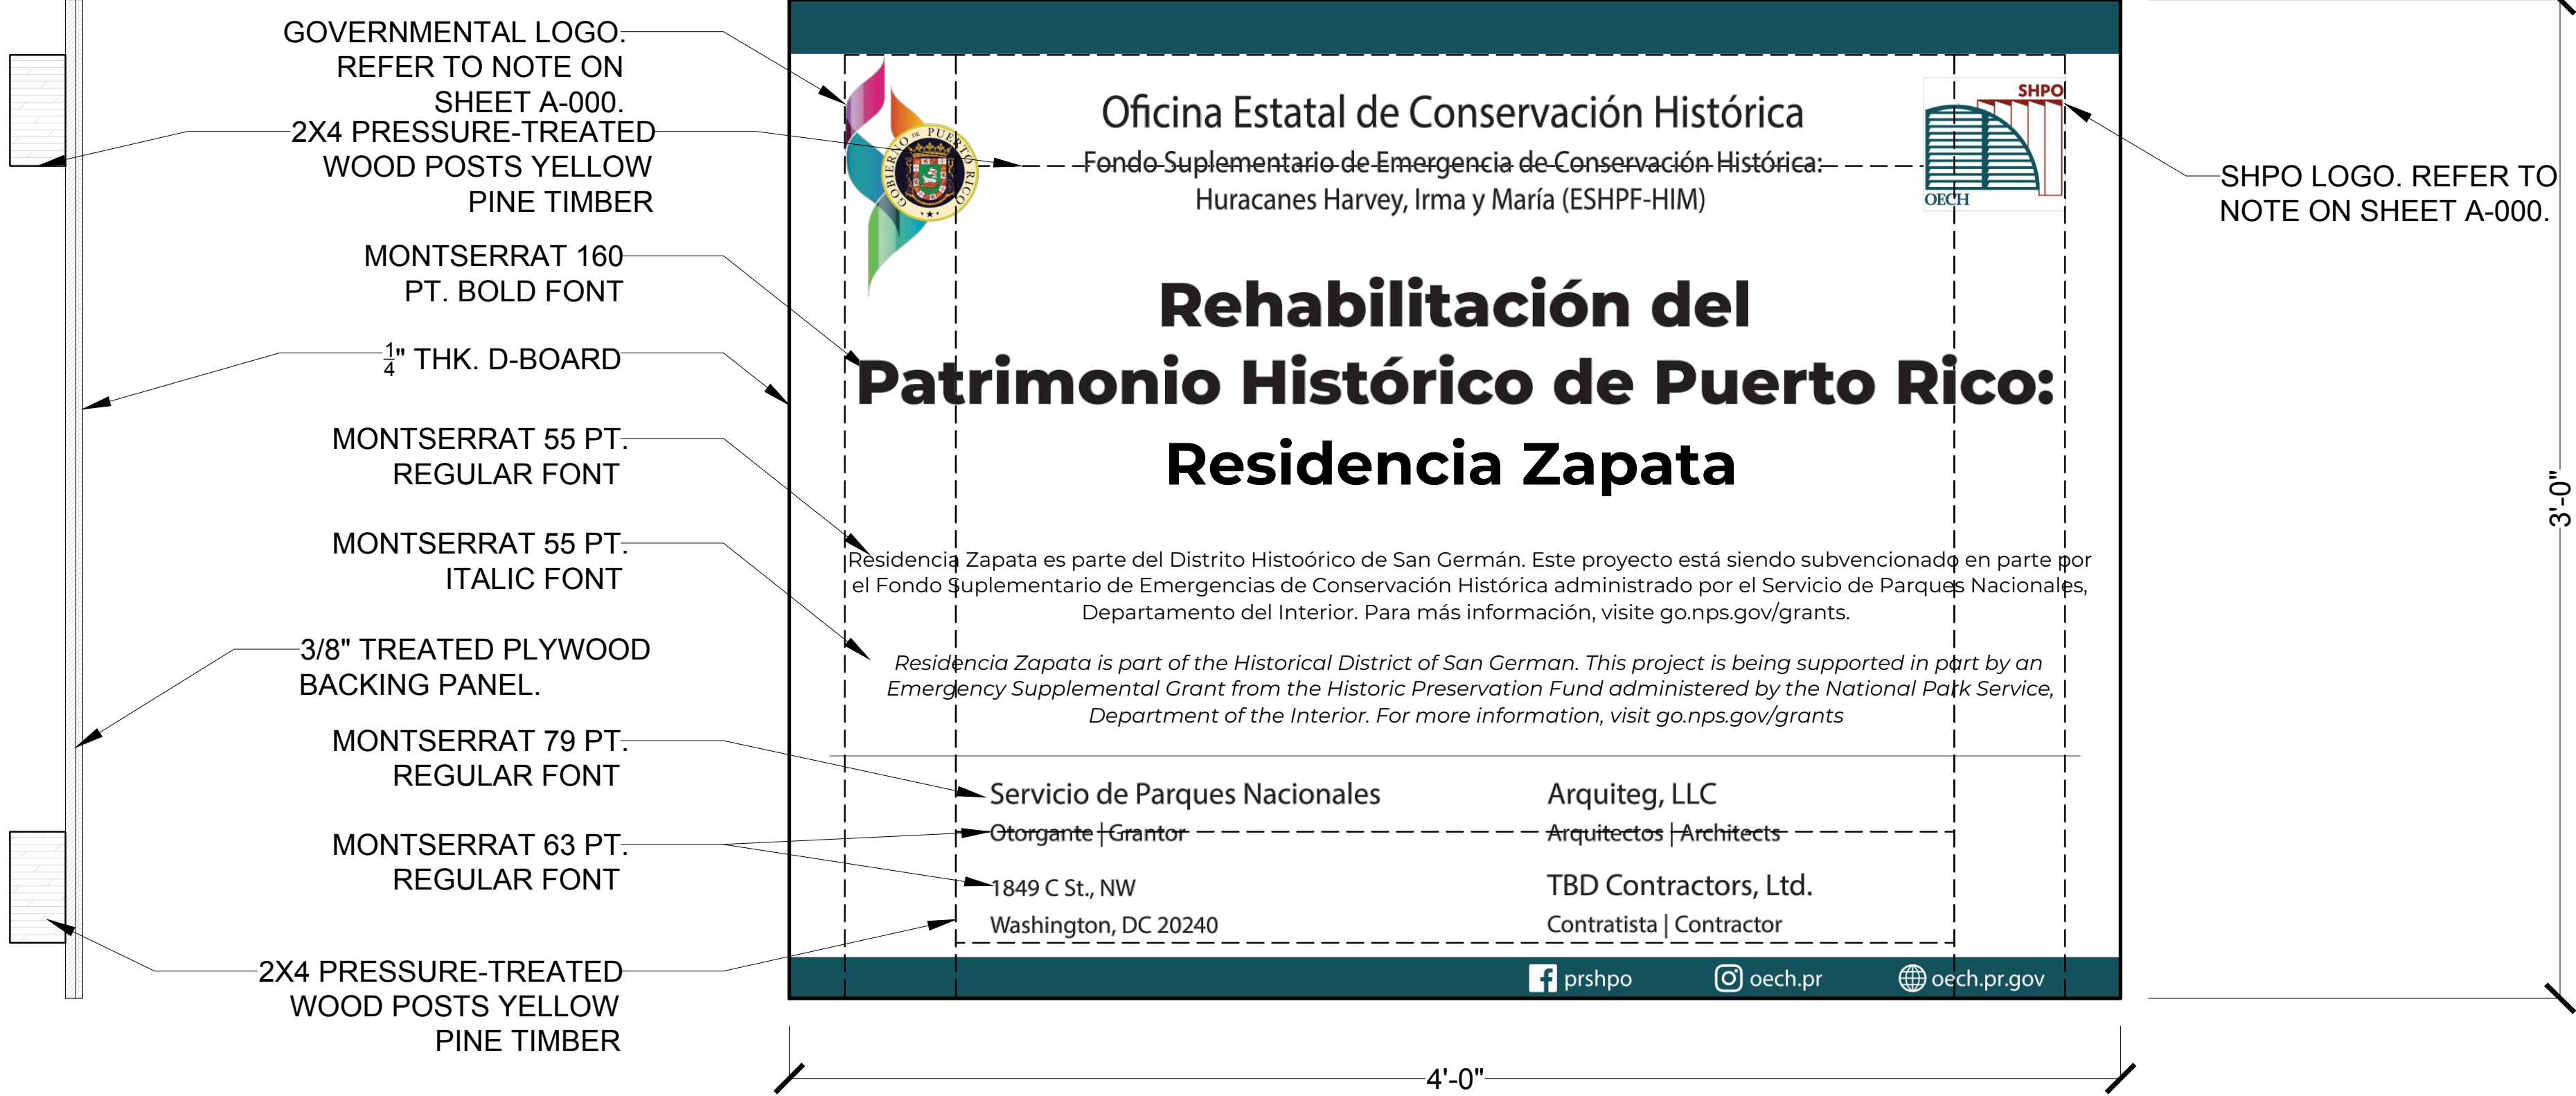 GOVERNMENTAL LOGO.
REFER TO NOTE ON
SHEET A-000.
2X4 PRESSURE-TREATED
WOOD POSTS YELLOW
PINE TIMBER
MONTSERRAT 160
PT. BOLD FONT
1/4" THK. D-BOARD
MONTSERRAT 55 PT.
REGULAR FONT
MONTSERRAT 55 PT.
ITALIC FONT
3/8" TREATED PLYWOOD
BACKING PANEL.
MONTSERRAT 79 PT.
REGULAR FONT
MONTSERRAT 63 PT.
REGULAR FONT
2X4 PRESSURE-TREATED
WOOD POSTS YELLOW
PINE TIMBER
GOBIERNO DE PUERTO RICO
Oficina Estatal de Conservación Histórica
Fondo Suplementario de Emergencia de Conservación Histórica:
Huracanes Harvey, Irma y María (ESHPF-HIM)
SHPO
OECH
Rehabilitación del
Patrimonio Histórico de Puerto Rico:
Residencia Zapata
Residencia Zapata es parte del Distrito Histoórico de San Germán. Este proyecto está siendo subvencionado en parte por
el Fondo Suplementario de Emergencias de Conservación Histórica administrado por el Servicio de Parques Nacionales,
Departamento del Interior. Para más información, visite go.nps.gov/grants.
Residencia Zapata is part of the Historical District of San German. This project is being supported in part by an
Emergency Supplemental Grant from the Historic Preservation Fund administered by the National Park Service,
Department of the Interior. For more information, visit go.nps.gov/grants
Servicio de Parques Nacionales
Otorgante | Grantor
1849 C St., NW
Washington, DC 20240
Arquiteg, LLC
Arquitectos | Architects
TBD Contractors, Ltd.
Contratista | Contractor
prshpo
oech.pr
oech.pr.gov
SHPO LOGO. REFER TO
NOTE ON SHEET A-000.
3'-0"
4'-0"